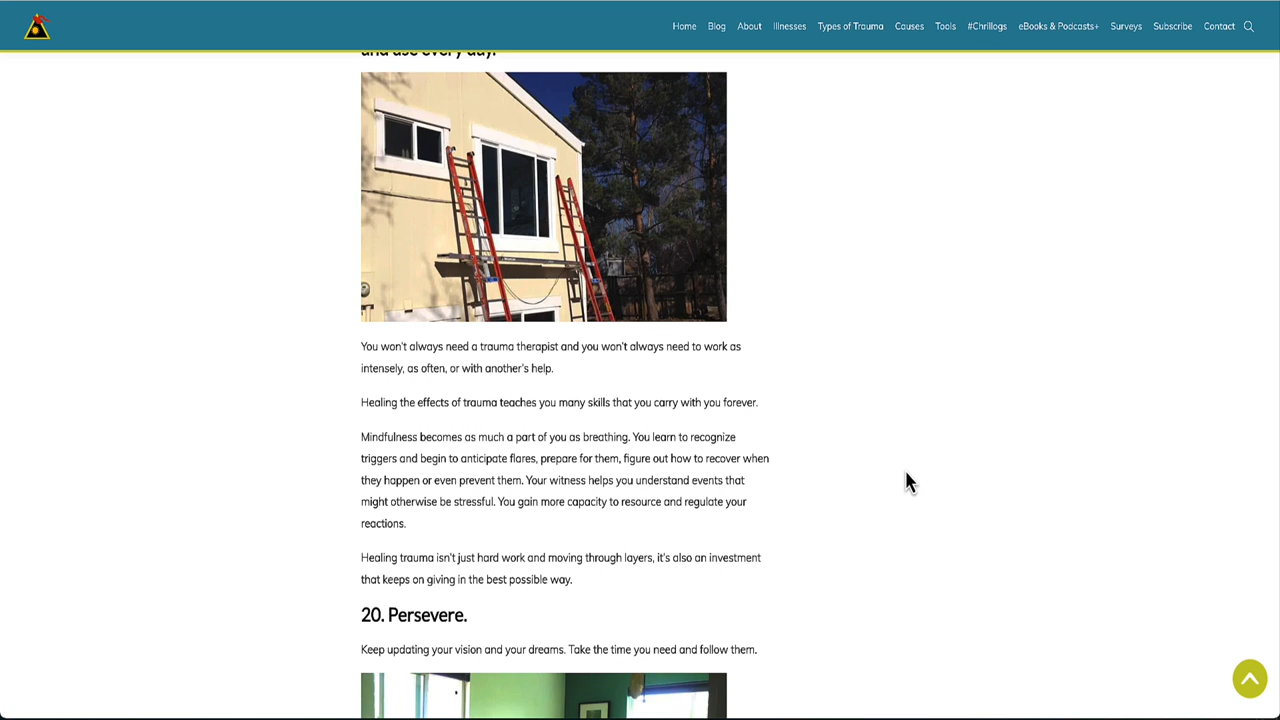 Home Blog About Illnesses Types of Trauma Causes Tools #Chrillogs eBooks & Podcasts+ Surveys Subscribe Contact
and use every day.
You won't always need a trauma therapist and you won't always need to work as
intensely, as often, or with another's help.
Healing the effects of trauma teaches you many skills that you carry with you forever.
Mindfulness becomes as much a part of you as breathing. You learn to recognize
triggers and begin to anticipate flares, prepare for them, figure out how to recover when
they happen or even prevent them. Your witness helps you understand events that
might otherwise be stressful. You gain more capacity to resource and regulate your
reactions.
Healing trauma isn't just hard work and moving through layers, it's also an investment
that keeps on giving in the best possible way.
20. Persevere.
Keep updating your vision and your dreams. Take the time you need and follow them.